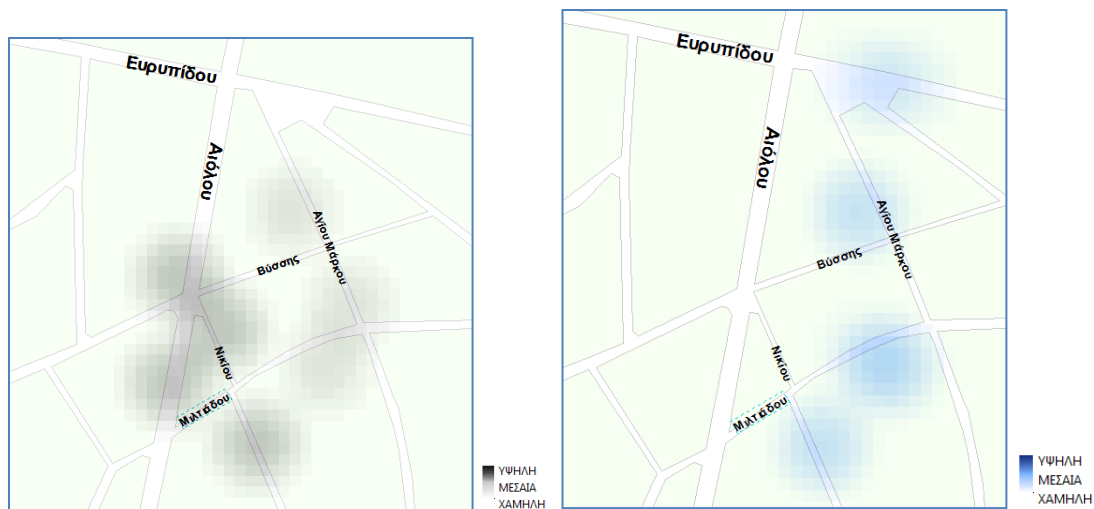 Ευρυπίδου
Αιόλου
Αγίου Μάρκου
Βύσσης
Νικίου
Μιλτιάδου
ΥΨΗΛΗ
ΜΕΣΑΙΑ
ΧΑΜΗΛΗ
Ευρυπίδου
Αιόλου
Αγίου Μάρκου
Βύσσης
Νικίου
Μιλτιάδου
ΥΨΗΛΗ
ΜΕΣΑΙΑ
ΧΑΜΗΛΗ